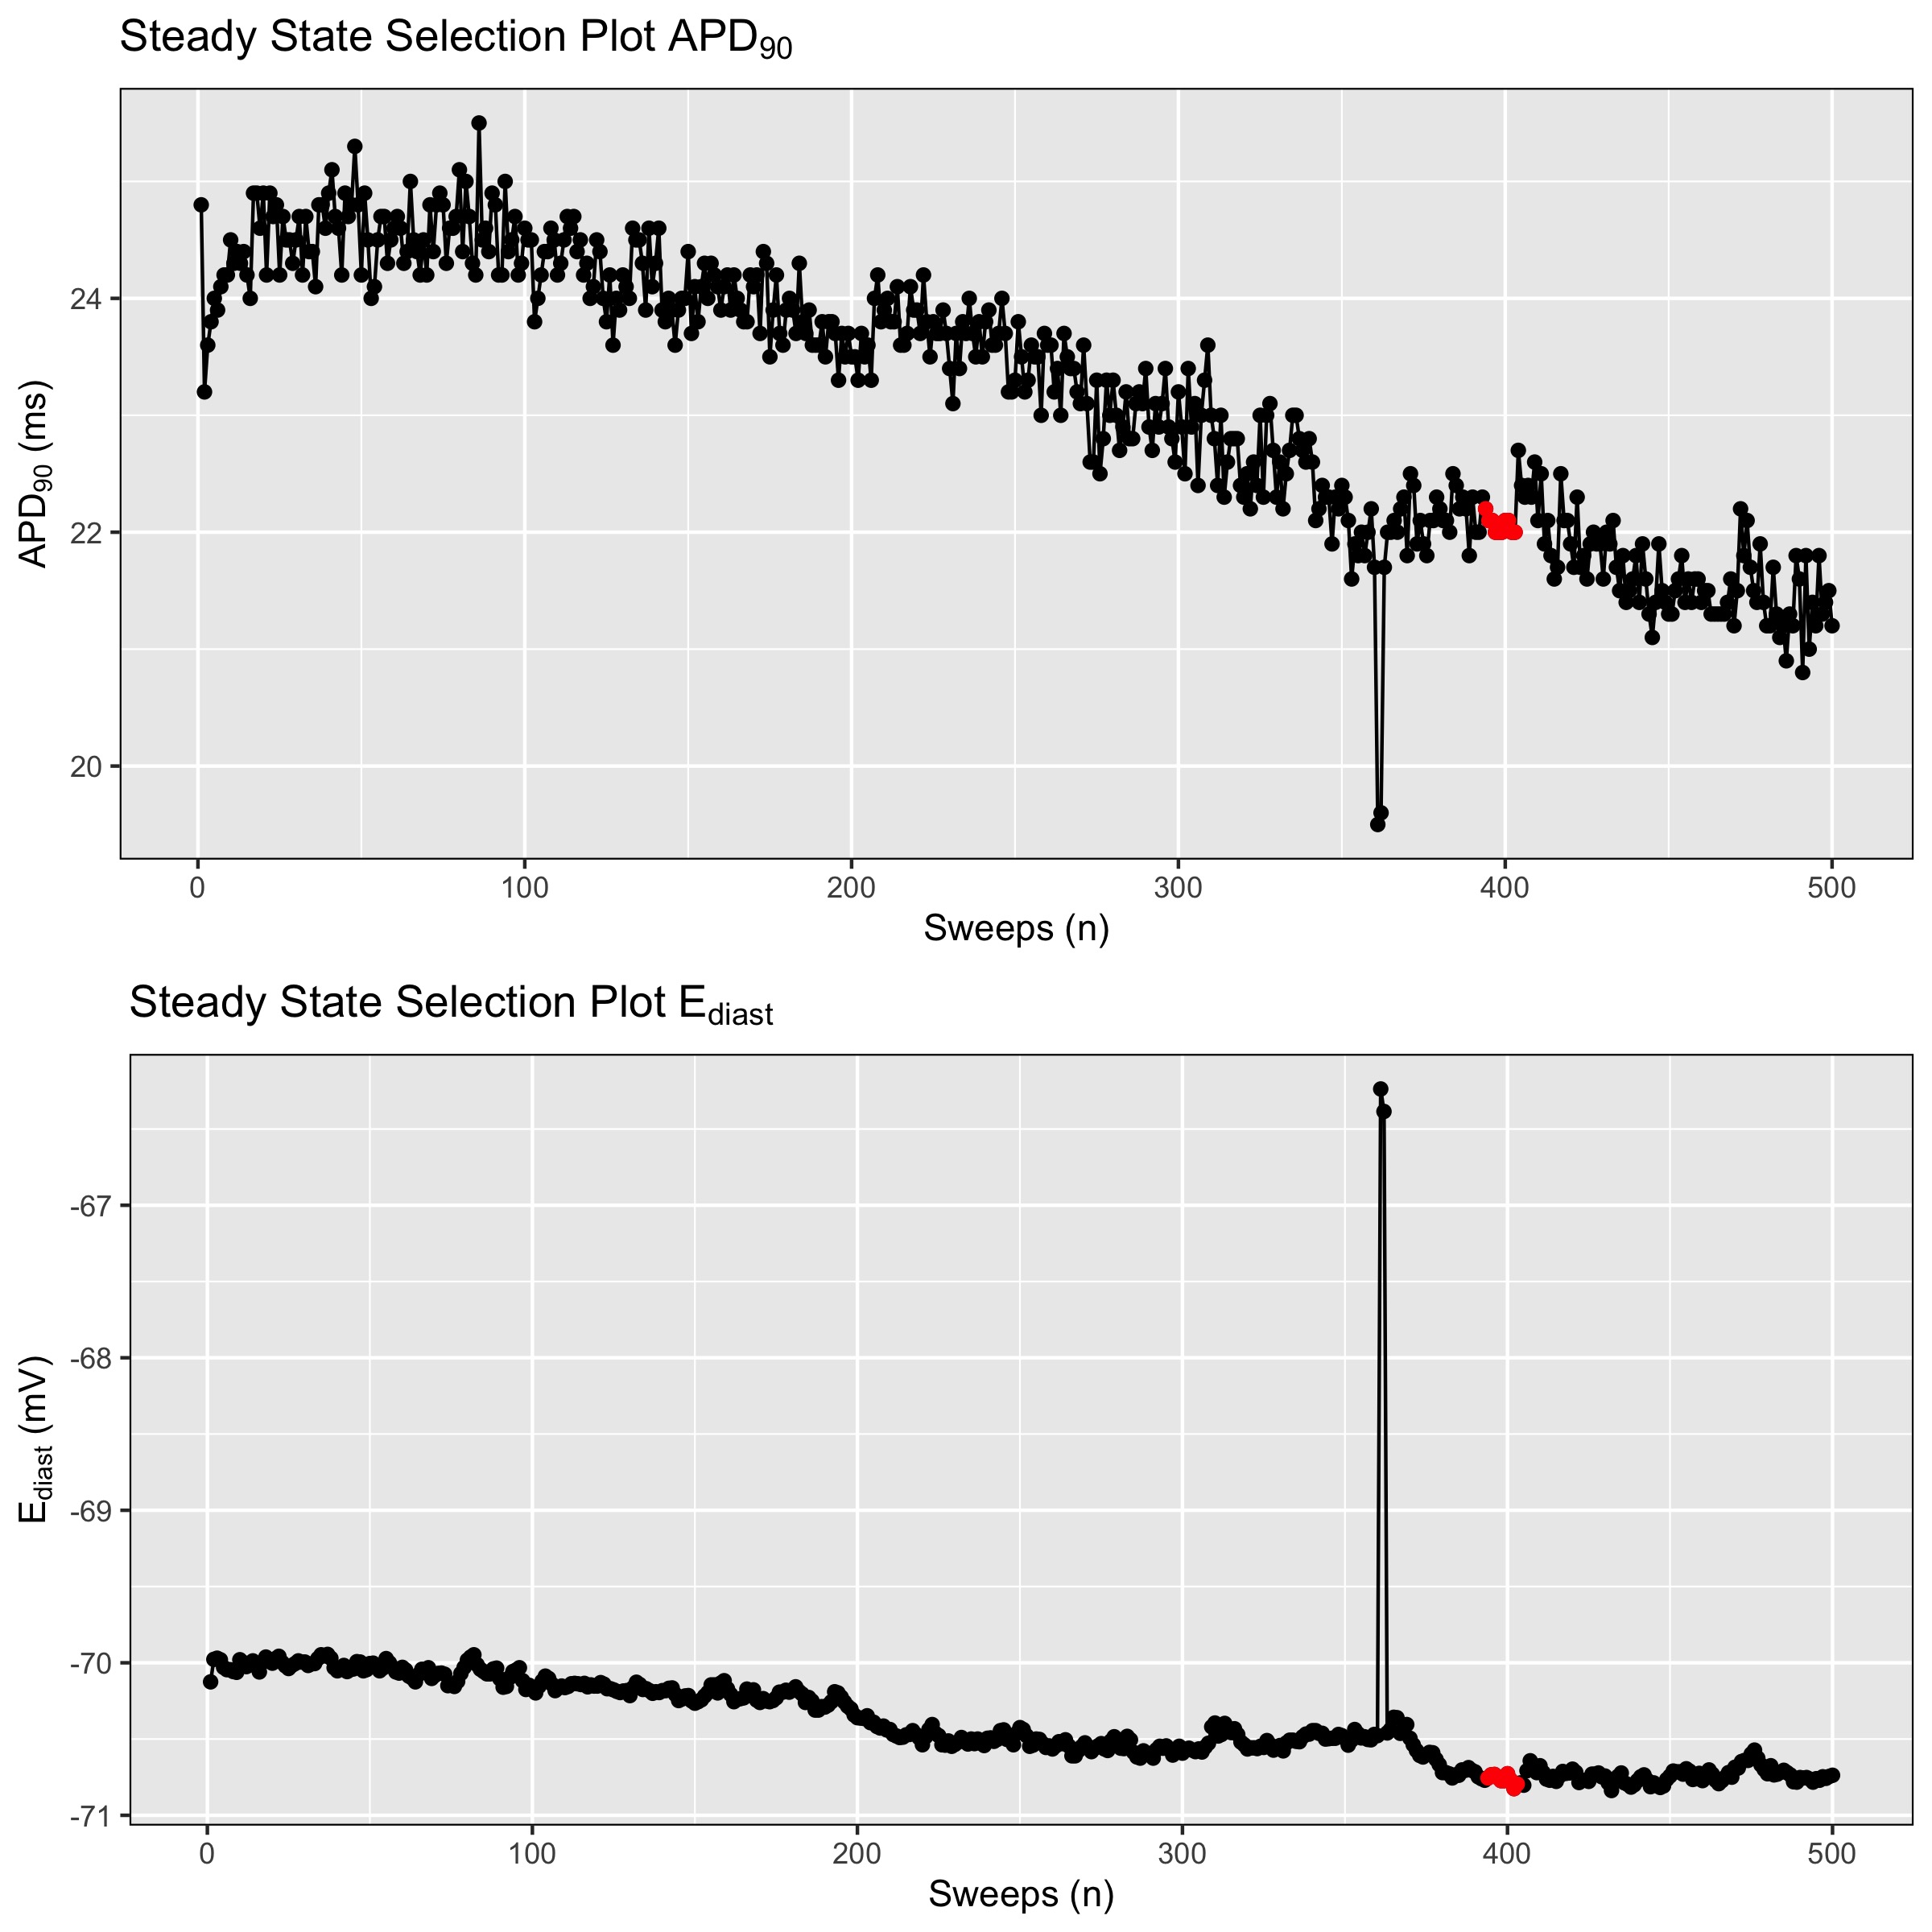 Steady State Selection Plot APD90
APD90 (ms)
24
22
20
0 100 200 300 400 500
Sweeps (n)
Steady State Selection Plot Ediast
Ediast (mV)
-67
-68
-69
-70
-71
0 100 200 300 400 500
Sweeps (n)